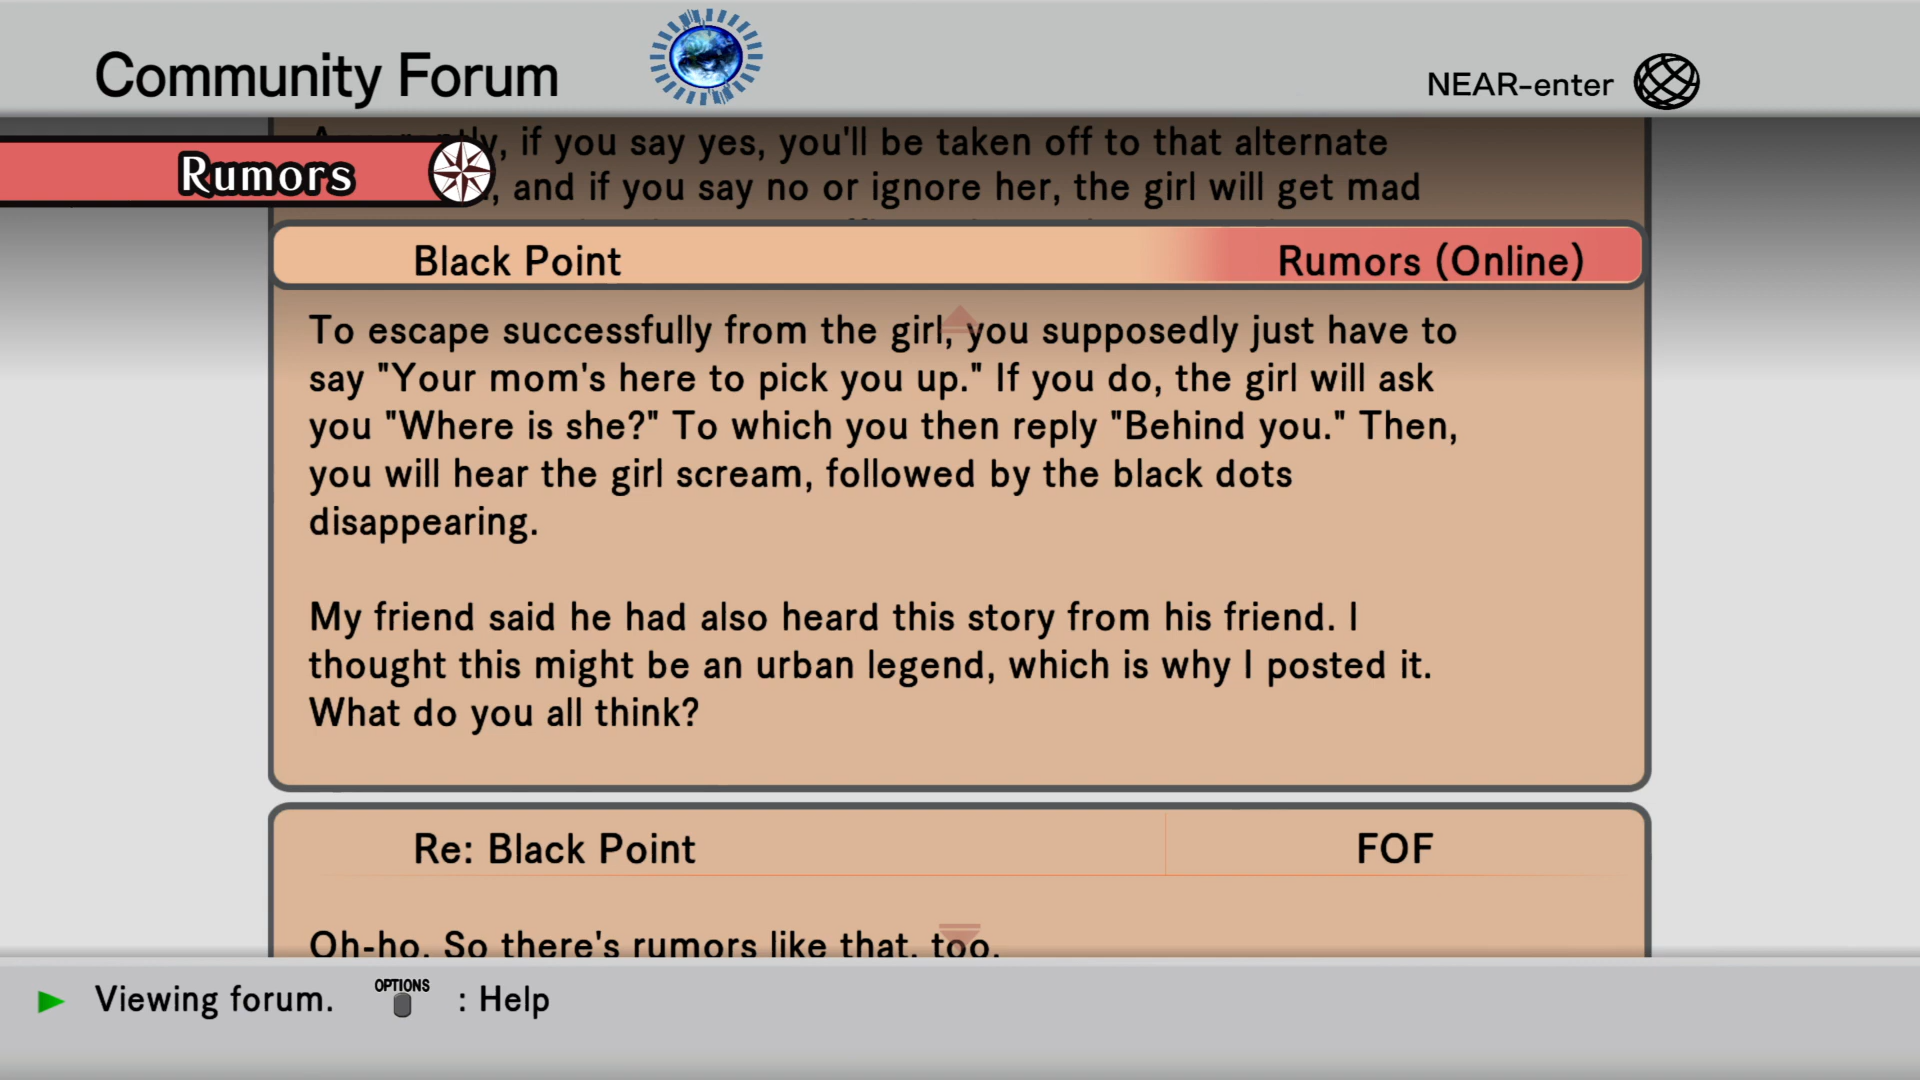 Community Forum
NEAR-enter
Rumors
if you say yes, you'll be taken off to that alternate
and if you say no or ignore her, the girl will get mad
Black Point
Rumors (Online)
To escape successfully from the girl, you supposedly just have to
say "Your mom's here to pick you up." If you do, the girl will ask
you "Where is she?" To which you then reply "Behind you." Then,
you will hear the girl scream, followed by the black dots
disappearing.
My friend said he had also heard this story from his friend. I
thought this might be an urban legend, which is why I posted it.
What do you all think?
Re: Black Point
FOF
Oh-ho. So there's rumors like that, too.
Viewing forum.
OPTIONS
: Help